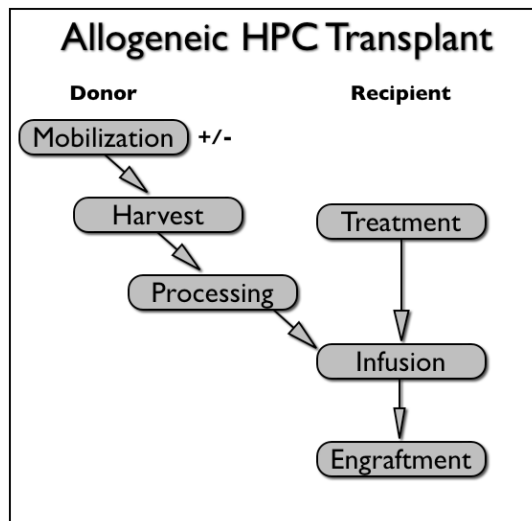 Allogeneic HPC Transplant
Donor
Recipient
Mobilization +/-
Harvest
Treatment
Processing
Infusion
Engraftment